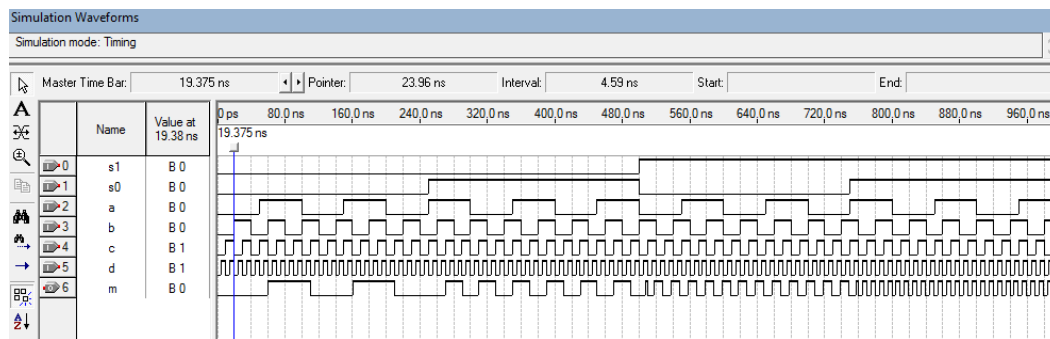 Simulation Waveforms
Simulation mode: Timing
Master Time Bar: 19.375 ns Pointer: 23.96 ns Interval: 4.59 ns Start: End:
Name Value at 19.38 ns 0 ps 80.0 ns 160.0 ns 240.0 ns 320.0 ns 400.0 ns 480.0 ns 560.0 ns 640.0 ns 720.0 ns 800.0 ns 880.0 ns 960.0 ns
19.375 ns
0 s1 B 0
1 s0 B 0
2 a B 0
3 b B 0
4 c B 1
5 d B 1
6 m B 0